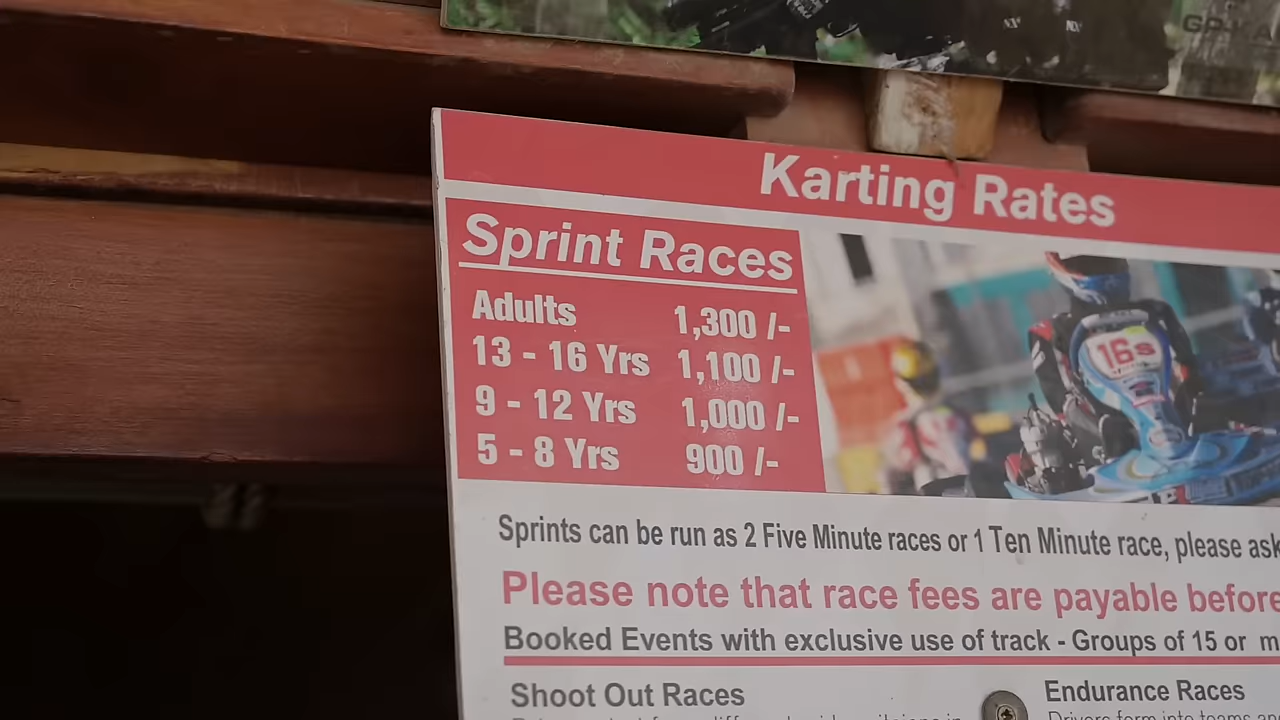 Karting Rates
Sprint Races
Adults 1,300 /-
13 - 16 Yrs 1,100 /-
9 - 12 Yrs 1,000 /-
5 - 8 Yrs 900 /-
16s
Sprints can be run as 2 Five Minute races or 1 Ten Minute race, please ask
Please note that race fees are payable before
Booked Events with exclusive use of track - Groups of 15 or
Shoot Out Races
Endurance Races